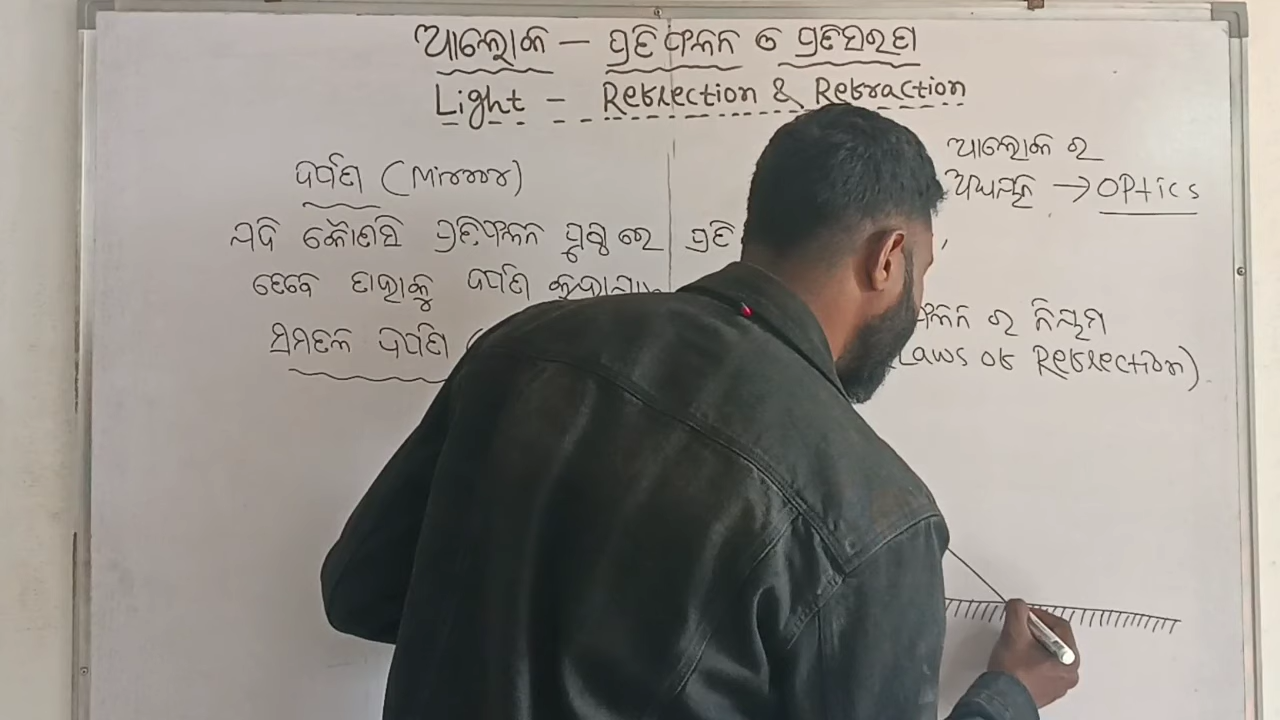 ଆଲୋକ — ପ୍ରତିଫଳନ ଓ ପ୍ରତିସରଣ
Light - Reflection & Refraction
ଦର୍ପଣ (Mirror)
ଯଦି କୌଣସି ପ୍ରତିଫଳନ ପୃଷ୍ଠ ରେ ପ୍ରତି
ତେବେ ତାହାକୁ ଦର୍ପଣ କୁହାଯାଏ
ସମତଳ ଦର୍ପଣ (
ଆଲୋକ ର
ଅଧ୍ୟୟନ → Optics
ଫଳନ ର ନିୟମ
Laws of Reflection)